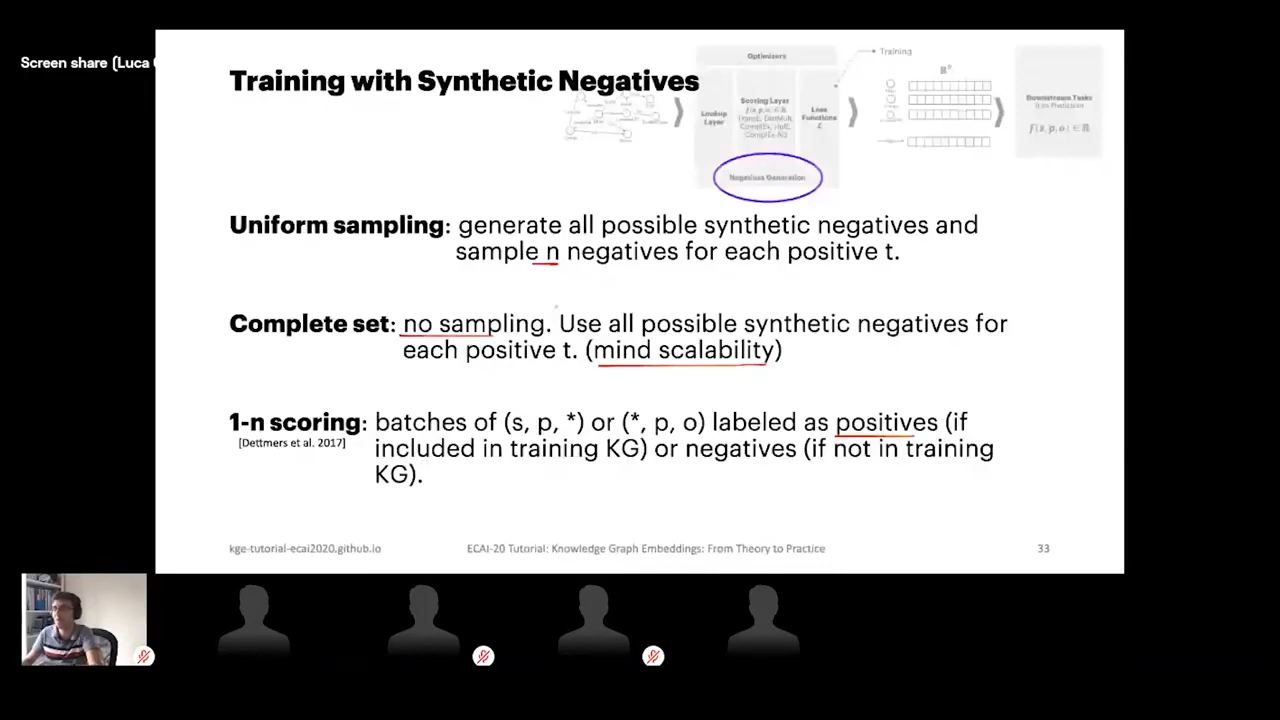 Screen share (Luca
Training with Synthetic Negatives
Optimizers
Lookup
Layer
Scoring Layer
Loss
Functions
Negatives Generation
Training
Downstream Tasks
Uniform sampling: generate all possible synthetic negatives and
sample n negatives for each positive t.
Complete set: no sampling. Use all possible synthetic negatives for
each positive t. (mind scalability)
1-n scoring: batches of (s, p, *) or (*, p, o) labeled as positives (if
[Dettmers et al. 2017]
included in training KG) or negatives (if not in training
KG).
kge-tutorial-ecai2020.github.io
ECAI-20 Tutorial: Knowledge Graph Embeddings: From Theory to Practice
33